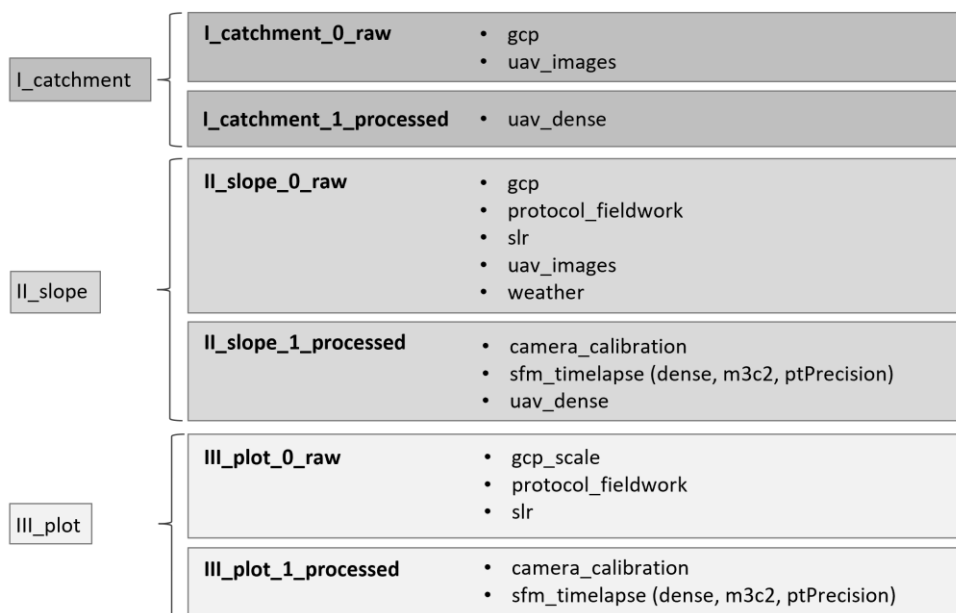 I_catchment
I_catchment_0_raw
• gcp
• uav_images
I_catchment_1_processed
• uav_dense
II_slope
II_slope_0_raw
• gcp
• protocol_fieldwork
• slr
• uav_images
• weather
II_slope_1_processed
• camera_calibration
• sfm_timelapse (dense, m3c2, ptPrecision)
• uav_dense
III_plot
III_plot_0_raw
• gcp_scale
• protocol_fieldwork
• slr
III_plot_1_processed
• camera_calibration
• sfm_timelapse (dense, m3c2, ptPrecision)